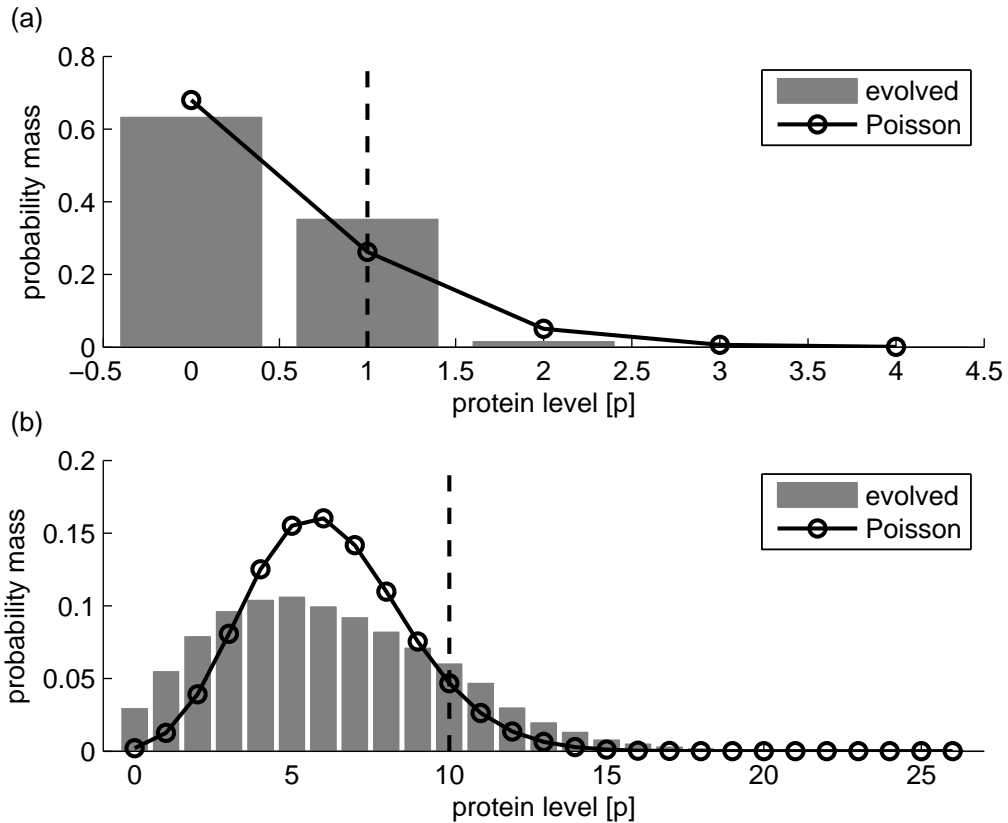 (a)
probability mass
0.8
0.6
0.4
0.2
0
−0.5 0 0.5 1 1.5 2 2.5 3 3.5 4 4.5
protein level [p]
evolved
Poisson
(b)
probability mass
0.2
0.15
0.1
0.05
0
0 5 10 15 20 25
protein level [p]
evolved
Poisson